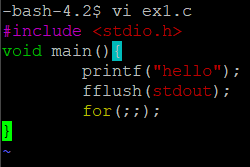 -bash-4.2$ vi ex1.c
#include <stdio.h>
void main(){
        printf("hello");
        fflush(stdout);
        for(;;);
}
~